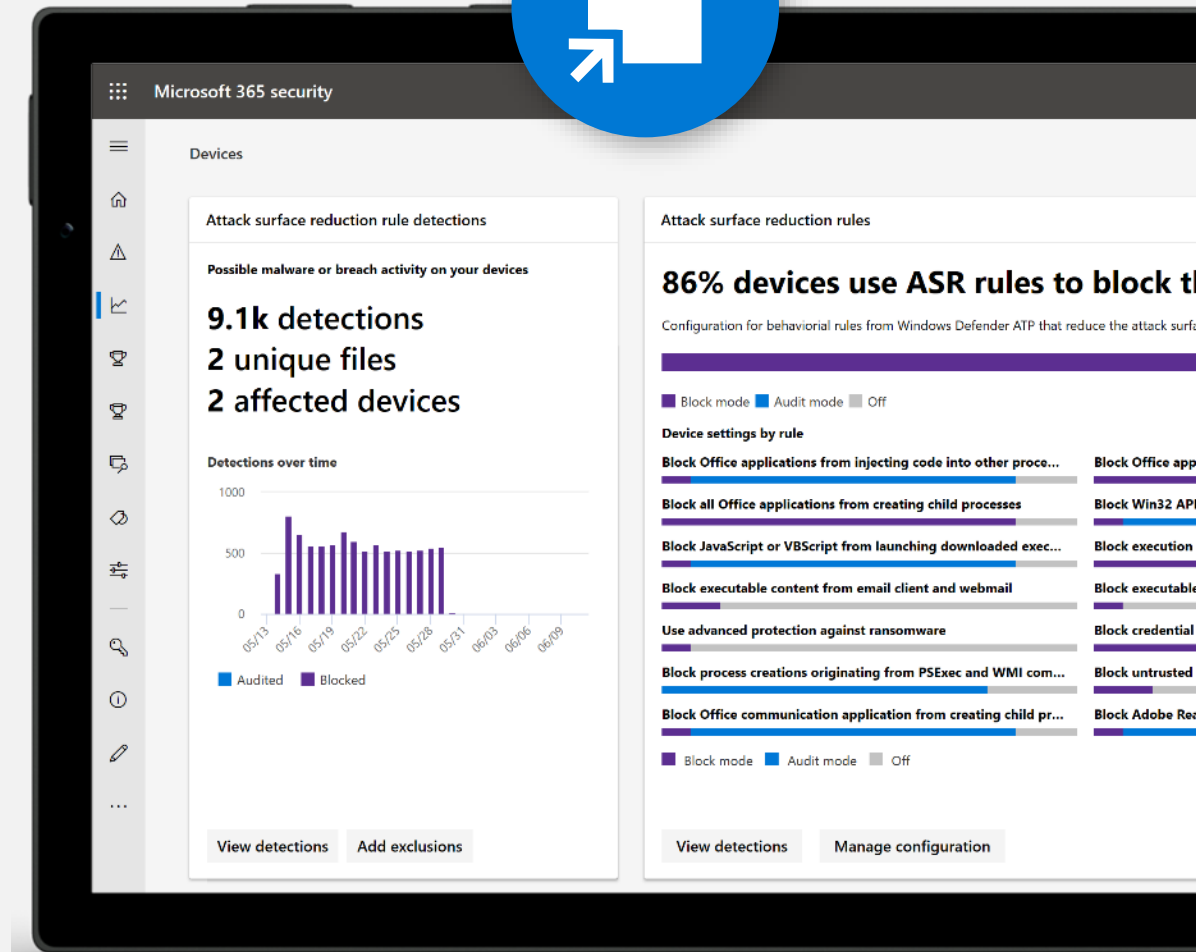 Microsoft 365 security
Devices
Attack surface reduction rule detections
Possible malware or breach activity on your devices
9.1k detections
2 unique files
2 affected devices
Detections over time
1000
500
0
05/13 05/16 05/19 05/22 05/25 05/28 05/31 06/03 06/06 06/09
Audited Blocked
View detections Add exclusions
Attack surface reduction rules
86% devices use ASR rules to block
Configuration for behaviorial rules from Windows Defender ATP that reduce the attack
Block mode Audit mode Off
Device settings by rule
Block Office applications from injecting code into other proce...
Block all Office applications from creating child processes
Block JavaScript or VBScript from launching downloaded exec...
Block executable content from email client and webmail
Use advanced protection against ransomware
Block process creations originating from PSExec and WMI com...
Block Office communication application from creating child pr...
Block Office
Block Win32
Block execution
Block executable
Block credential
Block untrusted
Block Adobe
Block mode Audit mode Off
View detections Manage configuration